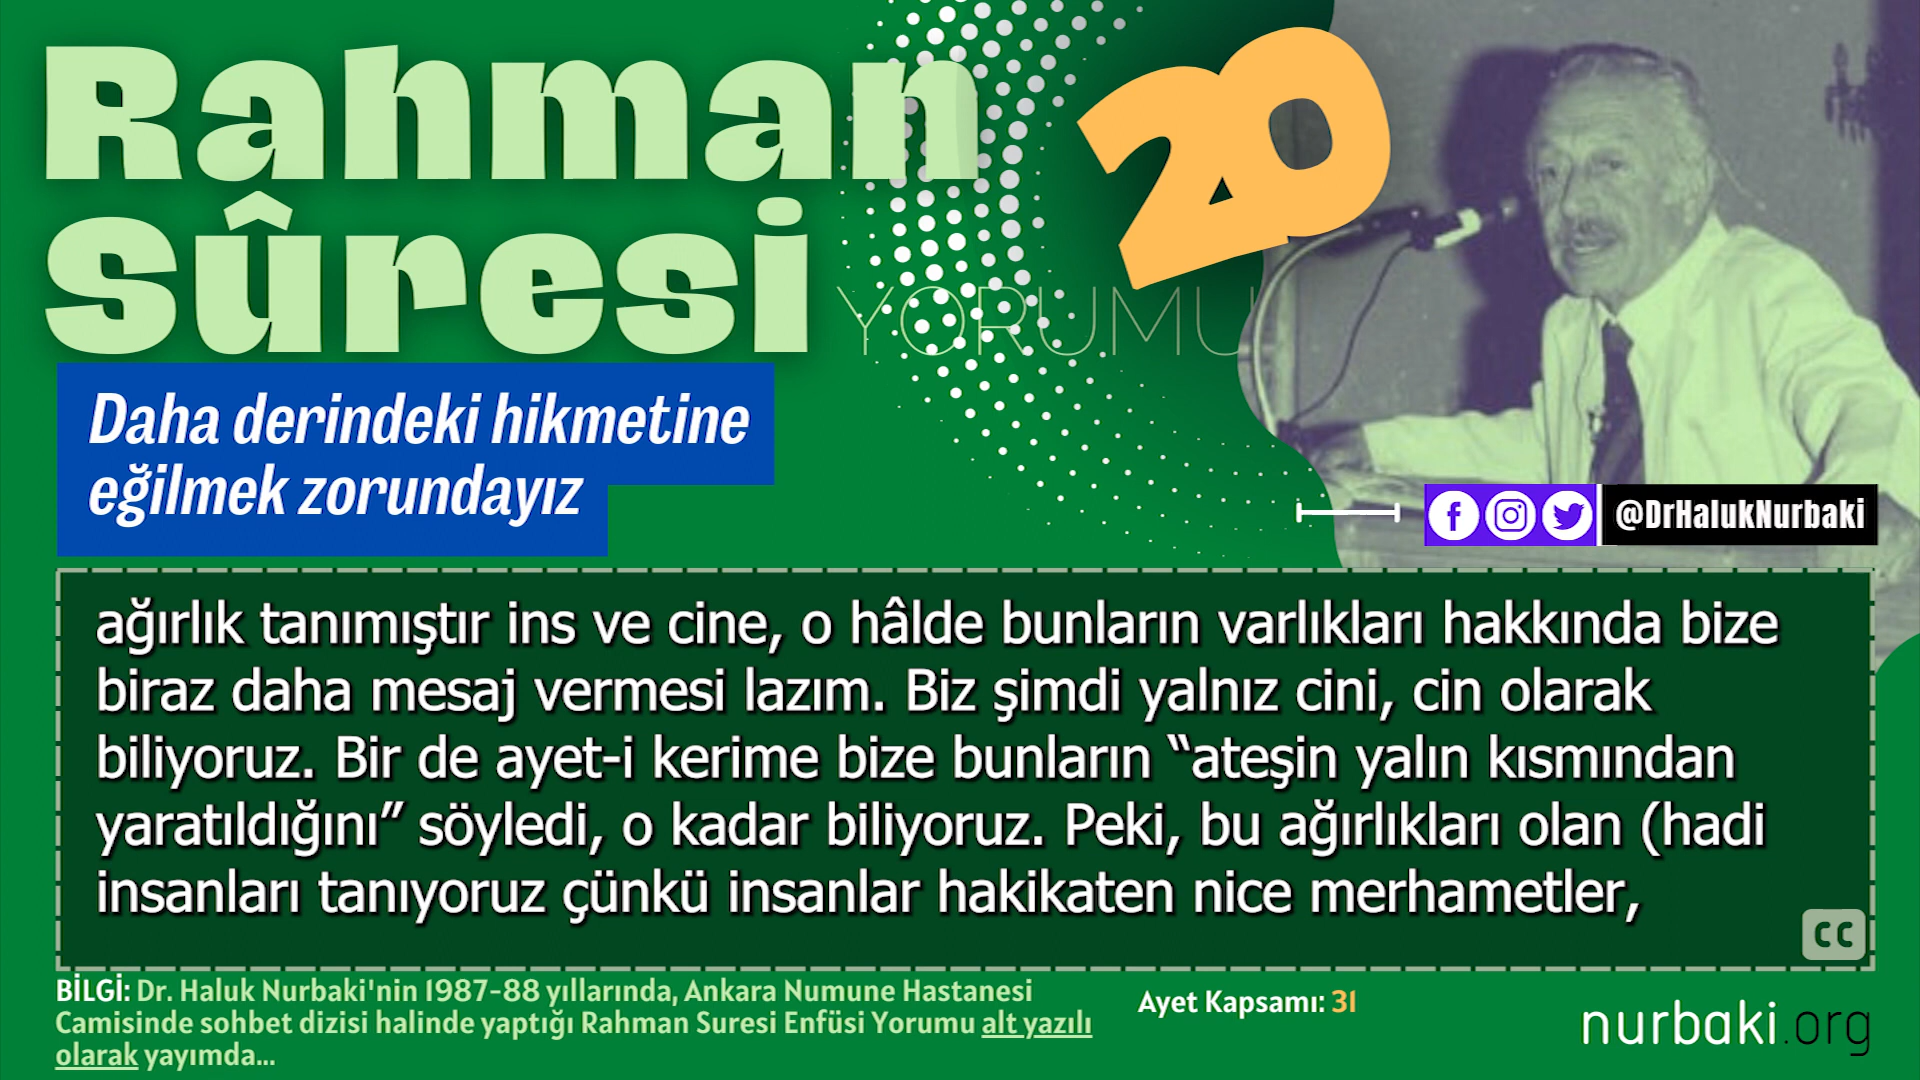 Rahman
Sûresi
20
YORUMU
Daha derindeki hikmetine
eğilmek zorundayız
@DrHalukNurbaki
ağırlık tanımıştır ins ve cine, o hâlde bunların varlıkları hakkında bize
biraz daha mesaj vermesi lazım. Biz şimdi yalnız cini, cin olarak
biliyoruz. Bir de ayet-i kerime bize bunların “ateşin yalın kısmından
yaratıldığını” söyledi, o kadar biliyoruz. Peki, bu ağırlıkları olan (hadi
insanları tanıyoruz çünkü insanlar hakikaten nice merhametler,
CC
BİLGİ: Dr. Haluk Nurbaki'nin 1987-88 yıllarında, Ankara Numune Hastanesi
Camisinde sohbet dizisi halinde yaptığı Rahman Suresi Enfüsi Yorumu alt yazılı
olarak yayımda...
Ayet Kapsamı: 31
nurbaki.org